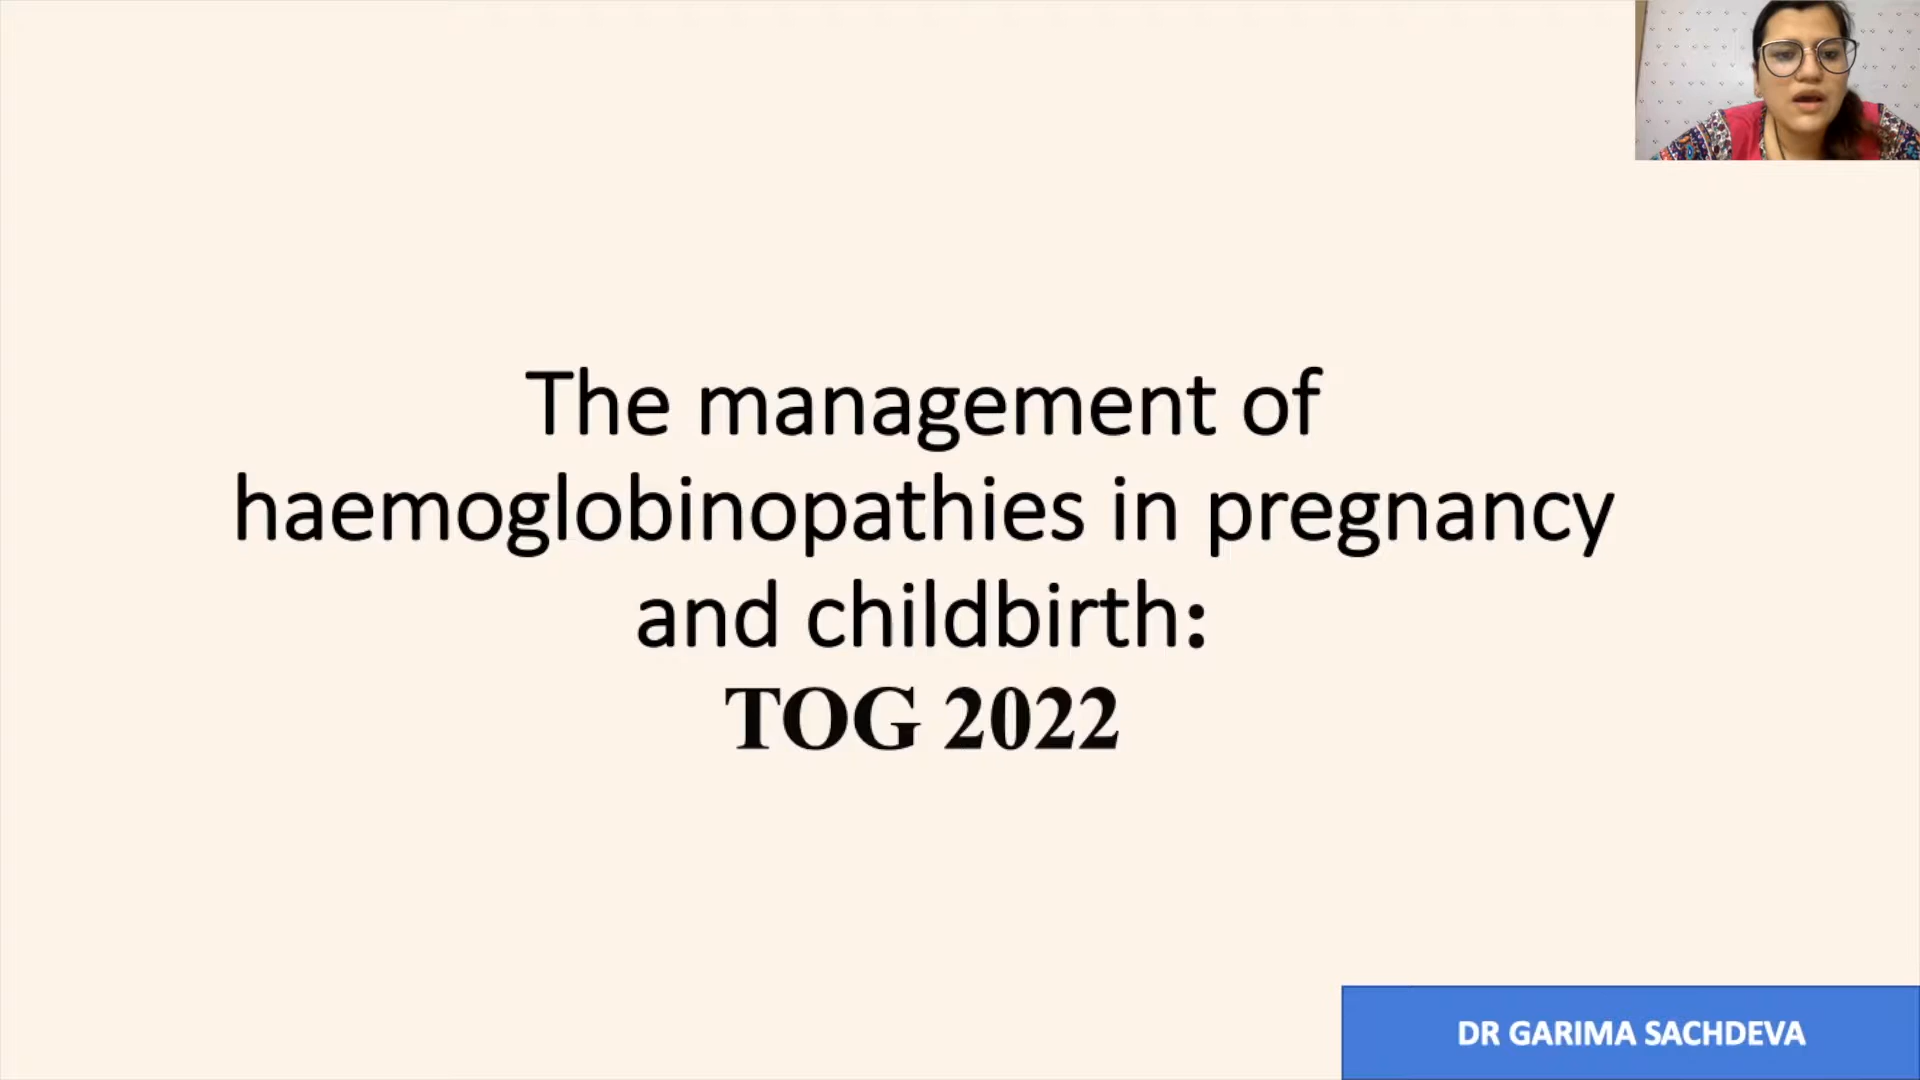 The management of
haemoglobinopathies in pregnancy
and childbirth:
TOG 2022
DR GARIMA SACHDEVA